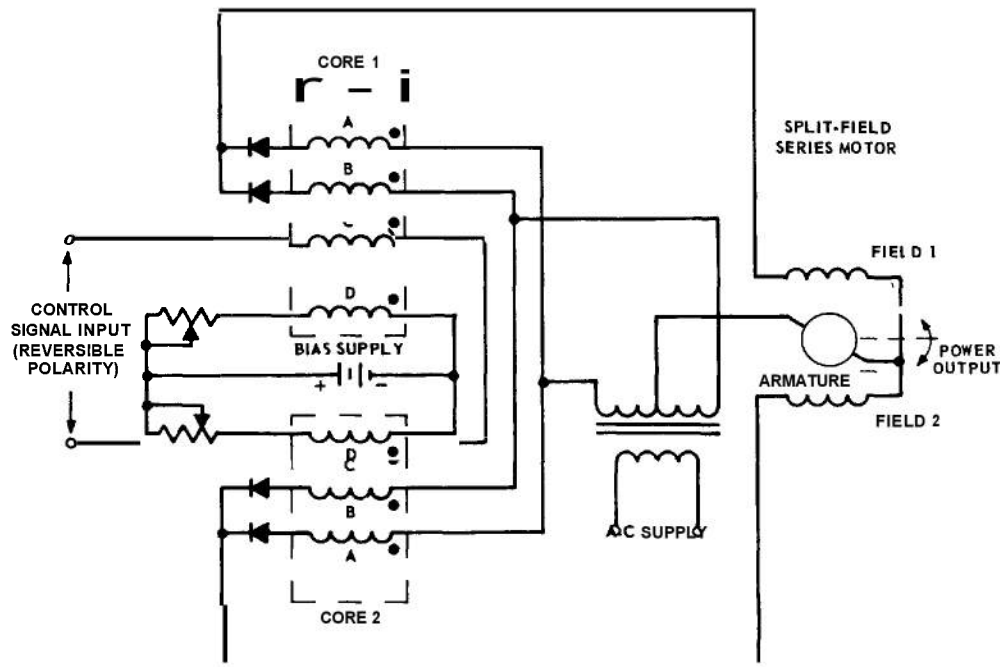 CORE 1
r – i
A
B
C
D
SPLIT-FIELD
SERIES MOTOR
FIELD 1
CONTROL
SIGNAL INPUT
(REVERSIBLE
POLARITY)
BIAS SUPPLY
+ –
POWER
OUTPUT
ARMATURE
FIELD 2
D
C
B
A
A-C SUPPLY
CORE 2